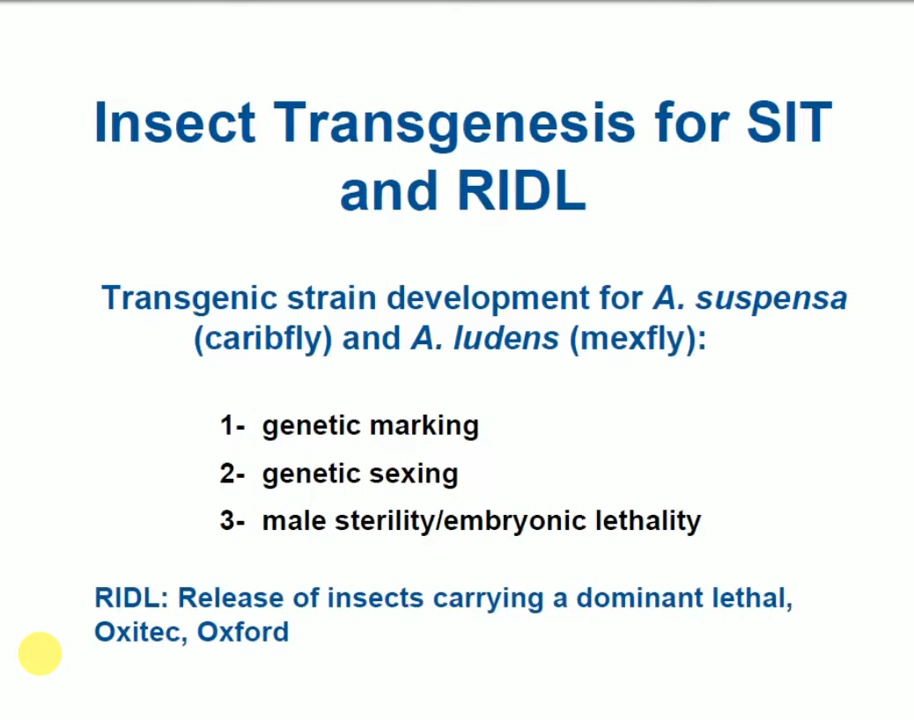 Insect Transgenesis for SIT
and RIDL
Transgenic strain development for A. suspensa
(caribfly) and A. ludens (mexfly):
1- genetic marking
2- genetic sexing
3- male sterility/embryonic lethality
RIDL: Release of insects carrying a dominant lethal,
Oxitec, Oxford